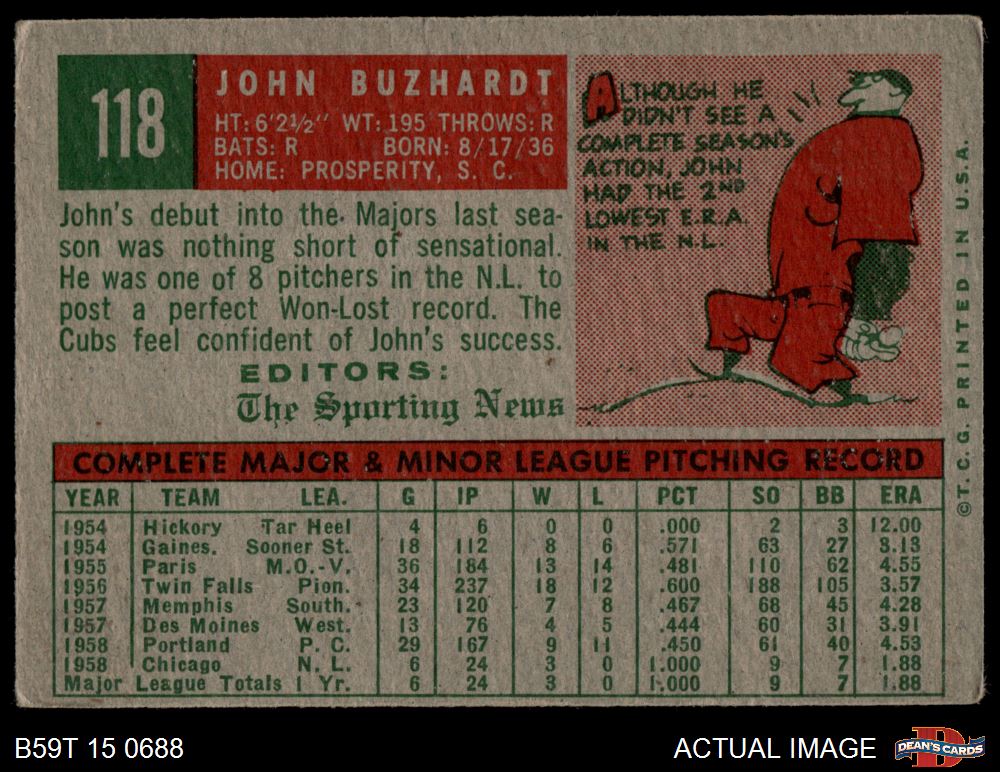 118
JOHN BUZHARDT
HT: 6'2½" WT: 195 THROWS: R
BATS: R BORN: 8/17/36
HOME: PROSPERITY, S. C.
John's debut into the Majors last sea-
son was nothing short of sensational.
He was one of 8 pitchers in the N.L. to
post a perfect Won-Lost record. The
Cubs feel confident of John's success.
EDITORS:
The Sporting News
ALTHOUGH HE
DIDN'T SEE A
COMPLETE SEASON'S
ACTION, JOHN
HAD THE 2ND
LOWEST E.R.A.
IN THE N.L.
COMPLETE MAJOR & MINOR LEAGUE PITCHING RECORD
YEAR TEAM LEA. G IP W L PCT SO BB ERA
1954 Hickory Tar Heel 4 6 0 0 .000 2 3 12.00
1954 Gaines. Sooner St. 18 112 8 6 .571 63 27 3.13
1955 Paris M.O.-V. 36 184 13 14 .481 110 62 4.55
1956 Twin Falls Pion. 34 237 18 12 .600 188 105 3.57
1957 Memphis South. 23 120 7 8 .467 68 45 4.28
1957 Des Moines West. 13 76 4 5 .444 60 31 3.91
1958 Portland P. C. 29 167 9 11 .450 61 40 4.53
1958 Chicago N. L. 6 24 3 0 1.000 9 7 1.88
Major League Totals 1 Yr. 6 24 3 0 1.000 9 7 1.88
© T. C. G. PRINTED IN U.S.A.
B59T 15 0688
ACTUAL IMAGE
D
DEAN'S CARDS